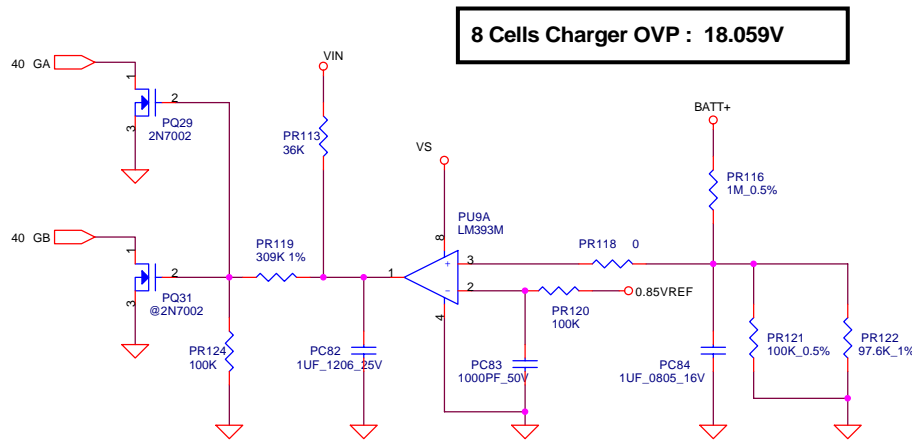 8 Cells Charger OVP : 18.059V
40 GA
1
2
3
PQ29
2N7002
VIN
PR113
36K
VS
BATT+
PR116
1M_0.5%
PU9A
LM393M
8
+
3
1
-
2
4
PR118 0
40 GB
1
2
3
PQ31
@2N7002
PR119
309K 1%
0.85VREF
PR120
100K
PR124
100K
PC82
1UF_1206_25V
PC83
1000PF_50V
PC84
1UF_0805_16V
PR121
100K_0.5%
PR122
97.6K_1%